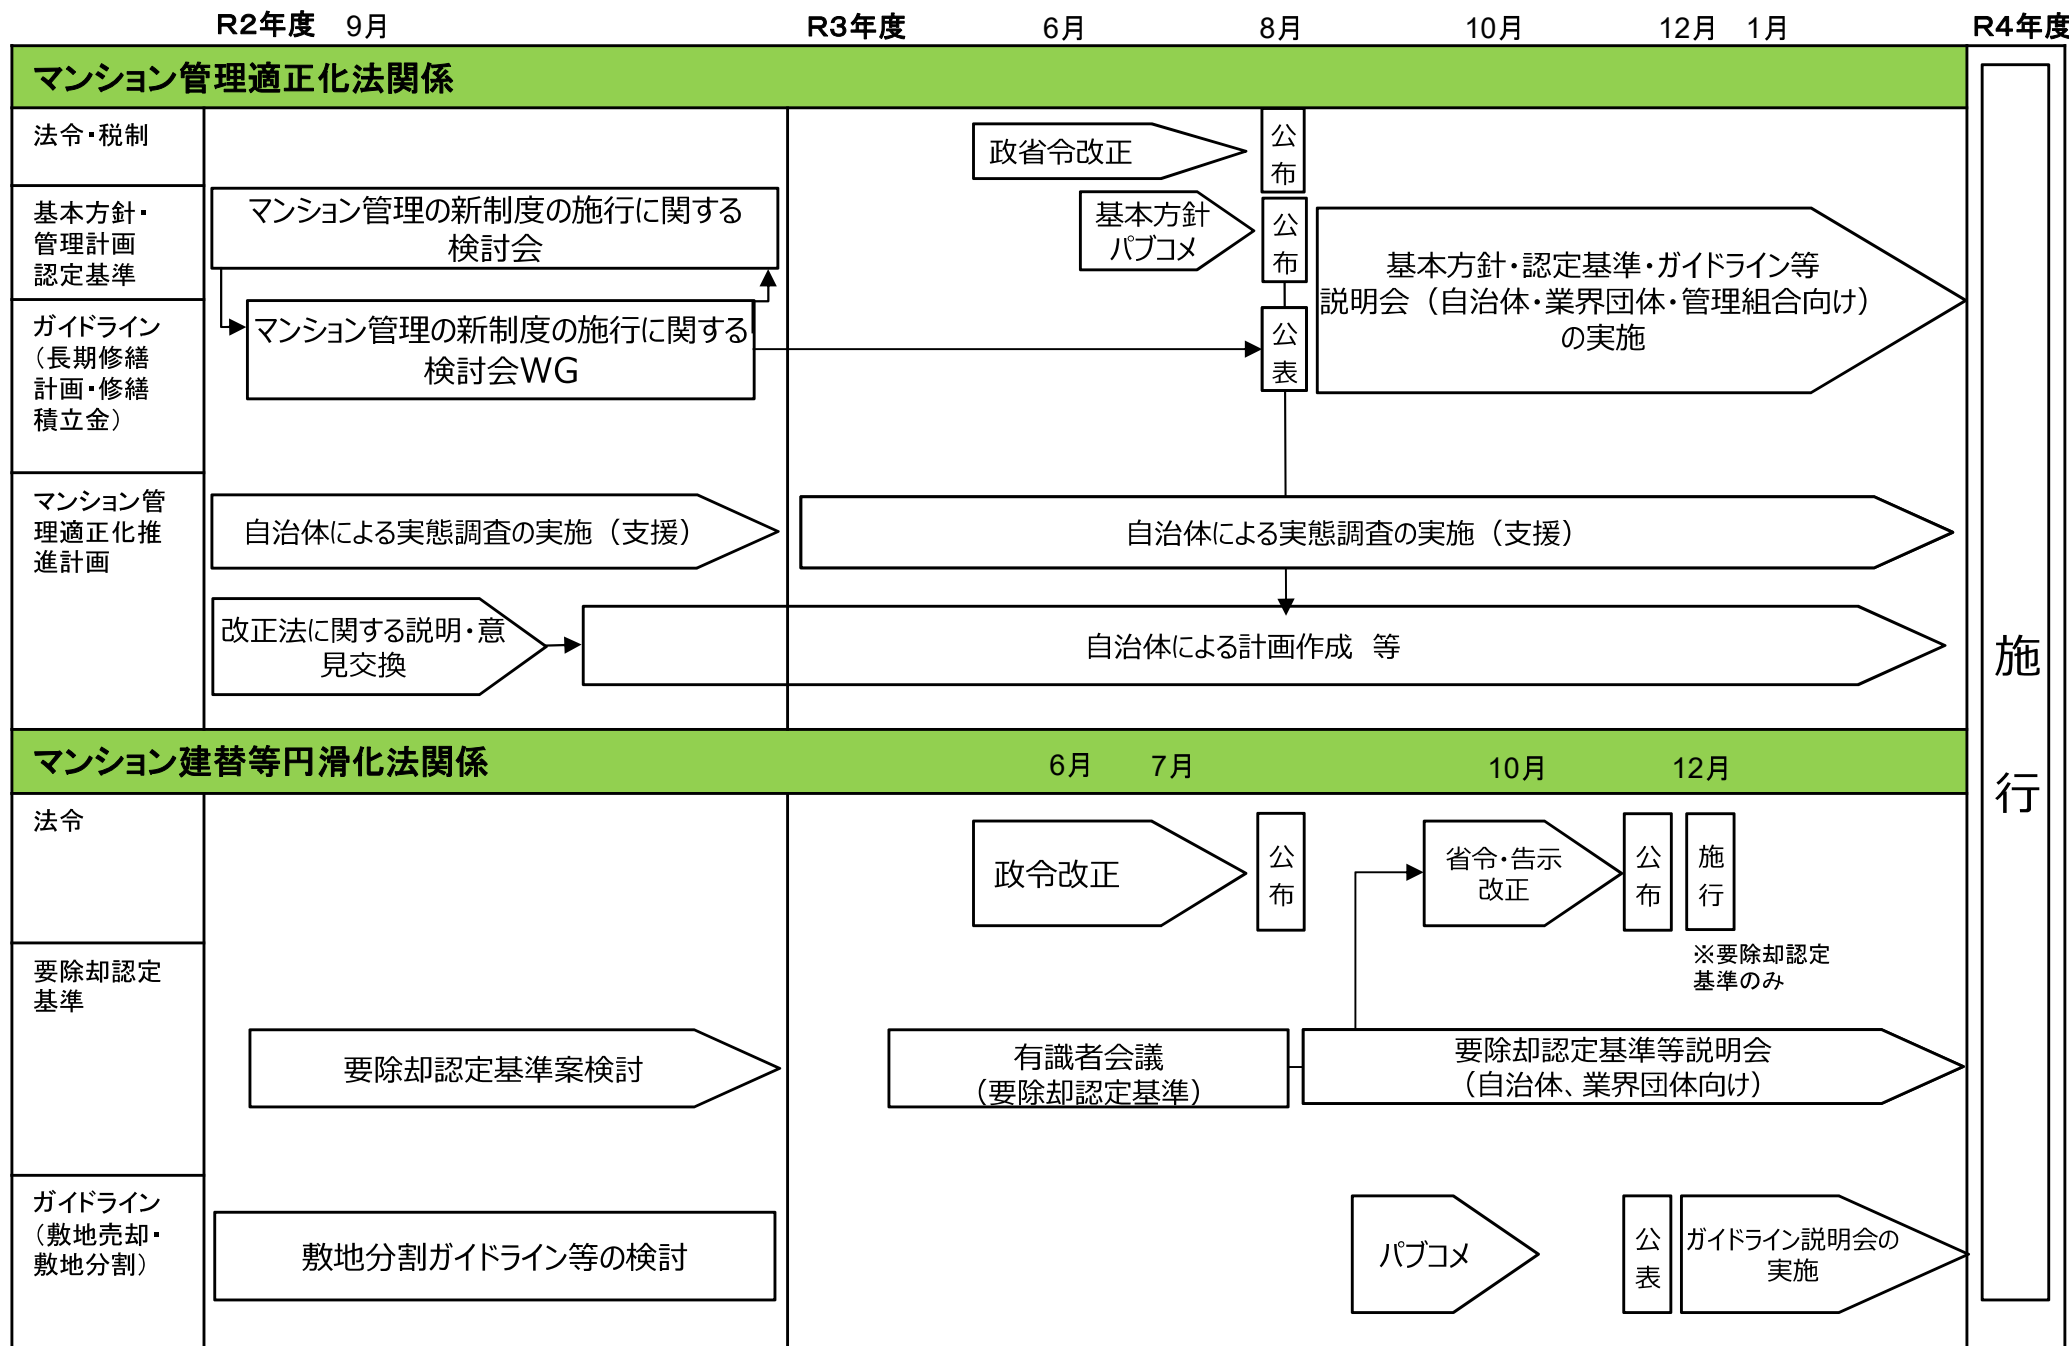 R2年度 9月 R3年度 6月 8月 10月 12月 1月 R4年度
マンション管理適正化法関係
法令・税制
政省令改正
公布
基本方針・
管理計画
認定基準
マンション管理の新制度の施行に関する
検討会
基本方針
パブコメ
公布
基本方針・認定基準・ガイドライン等
説明会（自治体・業界団体・管理組合向け）
の実施
ガイドライン
（長期修繕
計画・修繕
積立金）
マンション管理の新制度の施行に関する
検討会WG
公表
マンション管
理適正化推
進計画
自治体による実態調査の実施（支援）
自治体による実態調査の実施（支援）
改正法に関する説明・意
見交換
自治体による計画作成　等
マンション建替等円滑化法関係 6月 7月 10月 12月
法令
政令改正
公布
省令・告示
改正
公布
施行
※要除却認定
基準のみ
要除却認定
基準
要除却認定基準案検討
有識者会議
（要除却認定基準）
要除却認定基準等説明会
（自治体、業界団体向け）
ガイドライン
（敷地売却・
敷地分割）
敷地分割ガイドライン等の検討
パブコメ
公表
ガイドライン説明会の
実施
施行